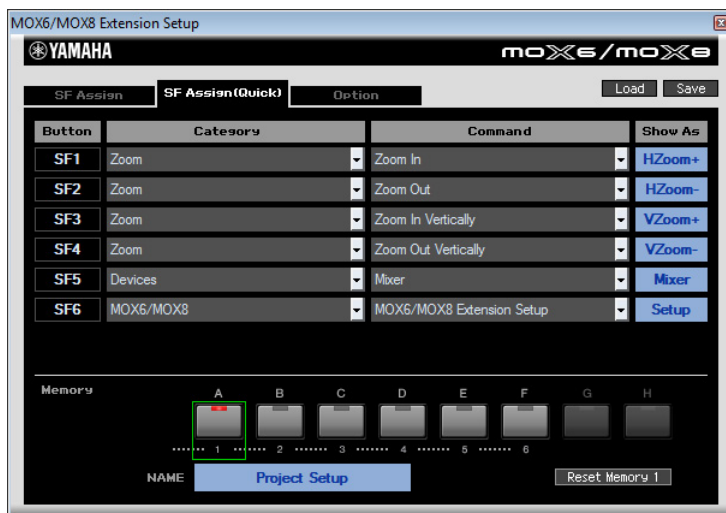 MOX6/MOX8 Extension Setup
YAMAHA mox6/mox8
SF Assign SF Assign(Quick) Option Load Save
Button Category Command Show As
SF1 Zoom Zoom In HZoom+
SF2 Zoom Zoom Out HZoom-
SF3 Zoom Zoom In Vertically VZoom+
SF4 Zoom Zoom Out Vertically VZoom-
SF5 Devices Mixer Mixer
SF6 MOX6/MOX8 MOX6/MOX8 Extension Setup Setup
Memory A B C D E F G H
1 2 3 4 5 6
NAME Project Setup Reset Memory 1